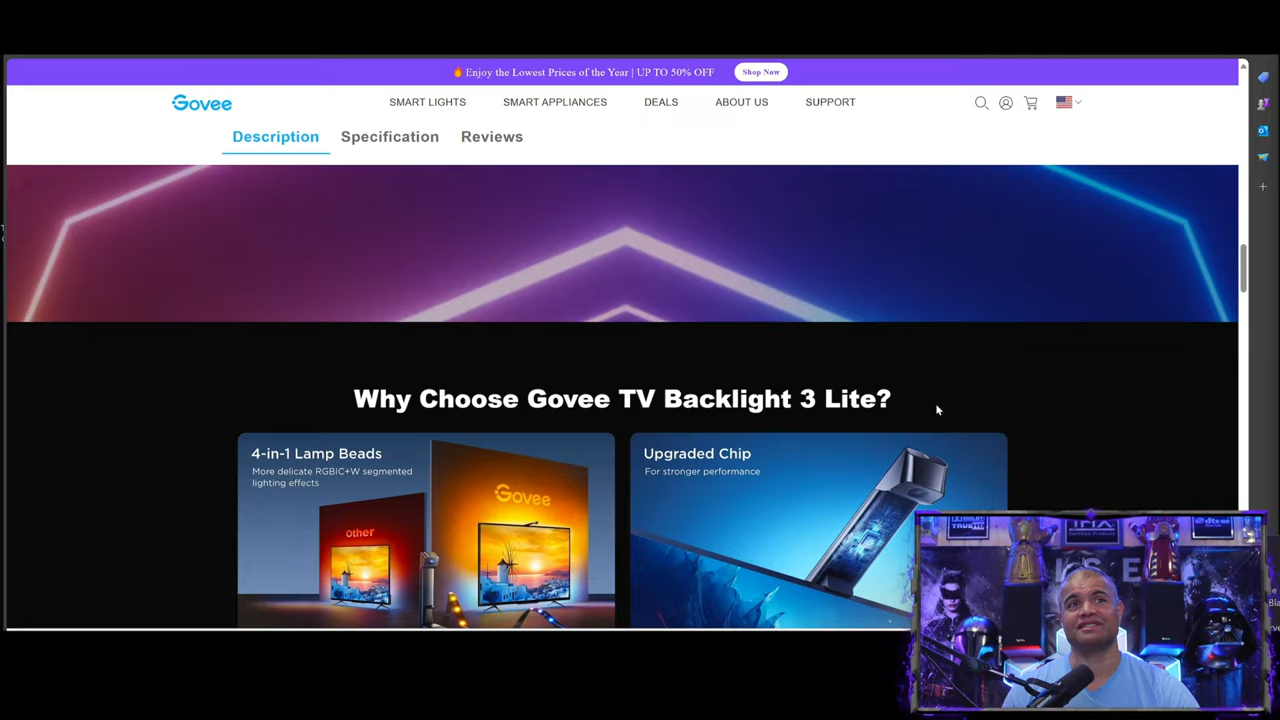 🔥 Enjoy the Lowest Prices of the Year | UP TO 50% OFF
Shop Now
Govee
SMART LIGHTS
SMART APPLIANCES
DEALS
ABOUT US
SUPPORT
Description
Specification
Reviews
Why Choose Govee TV Backlight 3 Lite?
4-in-1 Lamp Beads
More delicate RGBIC+W segmented
lighting effects
Other
Govee
Upgraded Chip
For stronger performance
dts